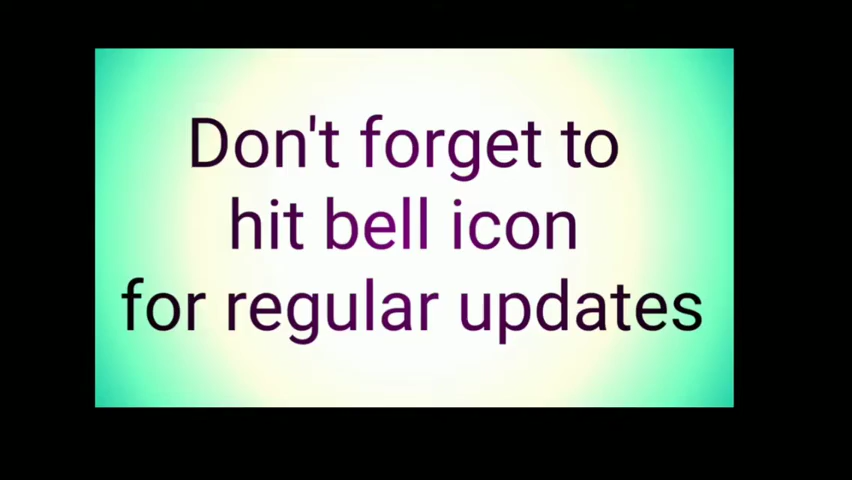 Don't forget to
hit bell icon
for regular updates